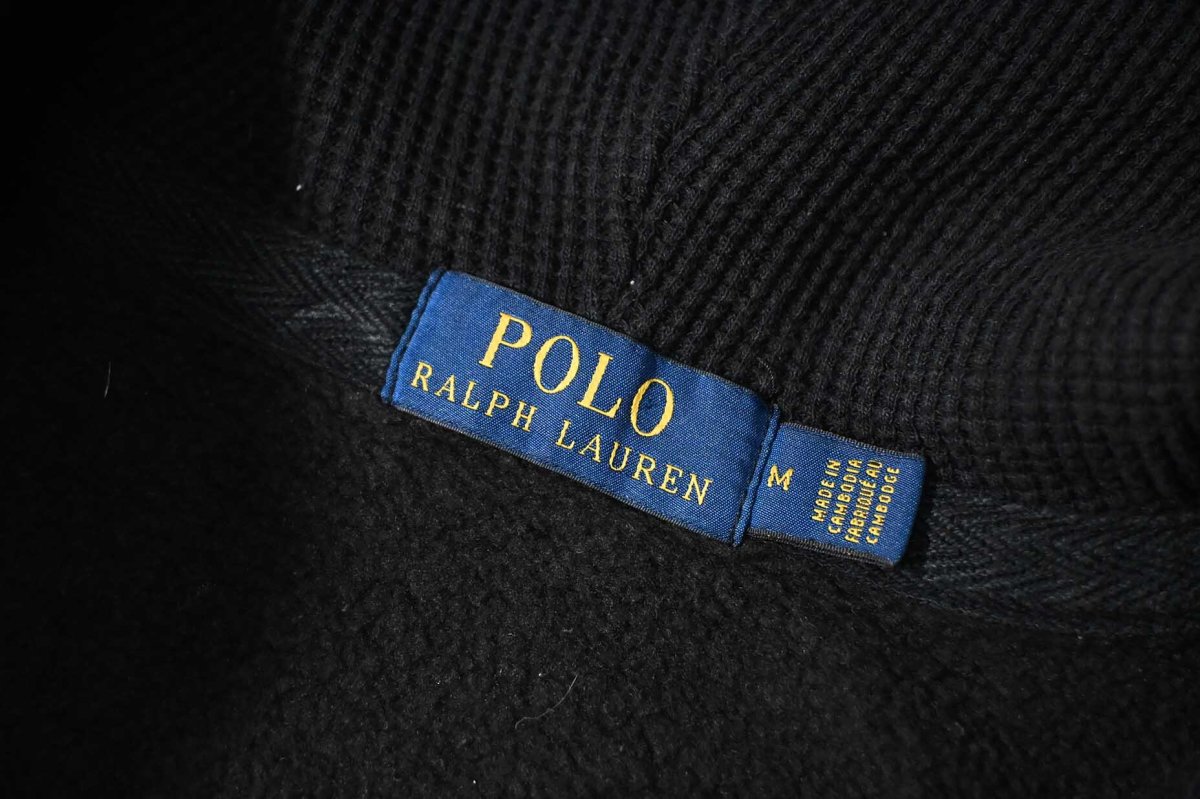 POLO
RALPH LAUREN
M
MADE IN
CAMBODIA
FABRIQUÉ AU
CAMBODGE